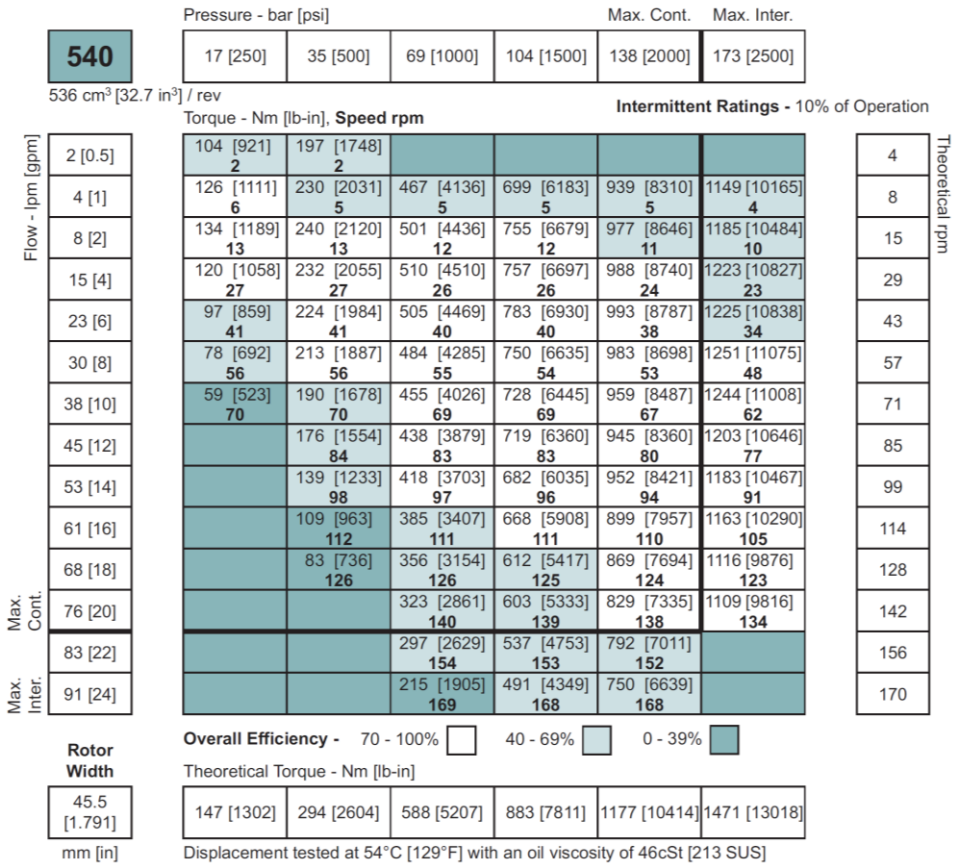 Pressure - bar [psi] Max. Cont. Max. Inter.
540 17 [250] 35 [500] 69 [1000] 104 [1500] 138 [2000] 173 [2500]
536 cm³ [32.7 in³] / rev
Torque - Nm [lb-in], Speed rpm Intermittent Ratings - 10% of Operation
Flow - lpm [gpm]
Theoretical rpm
2 [0.5] 104 [921] 197 [1748] 4
2 2
4 [1] 126 [1111] 230 [2031] 467 [4136] 699 [6183] 939 [8310] 1149 [10165] 8
6 5 5 5 5 4
8 [2] 134 [1189] 240 [2120] 501 [4436] 755 [6679] 977 [8646] 1185 [10484] 15
13 13 12 12 11 10
15 [4] 120 [1058] 232 [2055] 510 [4510] 757 [6697] 988 [8740] 1223 [10827] 29
27 27 26 26 24 23
23 [6] 97 [859] 224 [1984] 505 [4469] 783 [6930] 993 [8787] 1225 [10838] 43
41 41 40 40 38 34
30 [8] 78 [692] 213 [1887] 484 [4285] 750 [6635] 983 [8698] 1251 [11075] 57
56 56 55 54 53 48
38 [10] 59 [523] 190 [1678] 455 [4026] 728 [6445] 959 [8487] 1244 [11008] 71
70 70 69 69 67 62
45 [12] 176 [1554] 438 [3879] 719 [6360] 945 [8360] 1203 [10646] 85
84 83 83 80 77
53 [14] 139 [1233] 418 [3703] 682 [6035] 952 [8421] 1183 [10467] 99
98 97 96 94 91
61 [16] 109 [963] 385 [3407] 668 [5908] 899 [7957] 1163 [10290] 114
112 111 111 110 105
68 [18] 83 [736] 356 [3154] 612 [5417] 869 [7694] 1116 [9876] 128
126 126 125 124 123
Max. Cont.
76 [20] 323 [2861] 603 [5333] 829 [7335] 1109 [9816] 142
140 139 138 134
83 [22] 297 [2629] 537 [4753] 792 [7011] 156
154 153 152
Max. Inter.
91 [24] 215 [1905] 491 [4349] 750 [6639] 170
169 168 168
Overall Efficiency - 70 - 100% 40 - 69% 0 - 39%
Rotor
Width
Theoretical Torque - Nm [lb-in]
45.5
[1.791]
147 [1302] 294 [2604] 588 [5207] 883 [7811] 1177 [10414] 1471 [13018]
mm [in] Displacement tested at 54°C [129°F] with an oil viscosity of 46cSt [213 SUS]